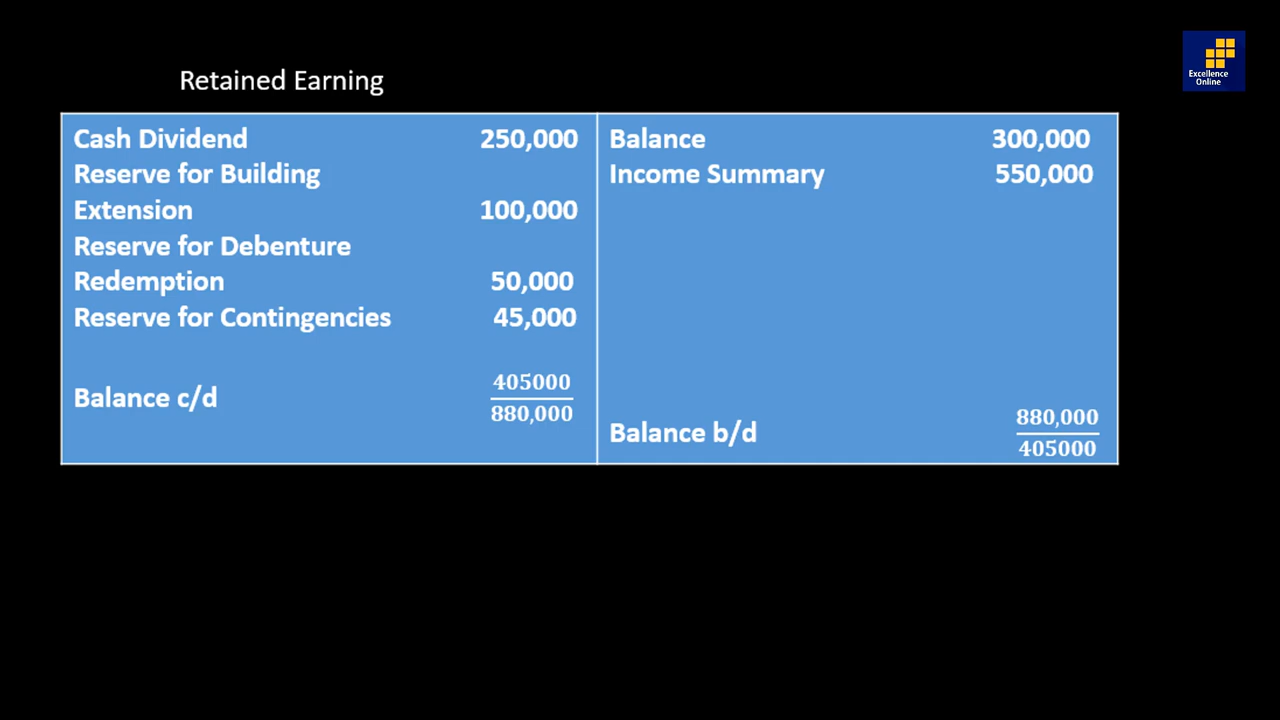 Excellence
Online
Retained Earning
Cash Dividend 250,000
Reserve for Building
Extension 100,000
Reserve for Debenture
Redemption 50,000
Reserve for Contingencies 45,000
Balance c/d 405000
880,000
Balance 300,000
Income Summary 550,000
880,000
Balance b/d 405000